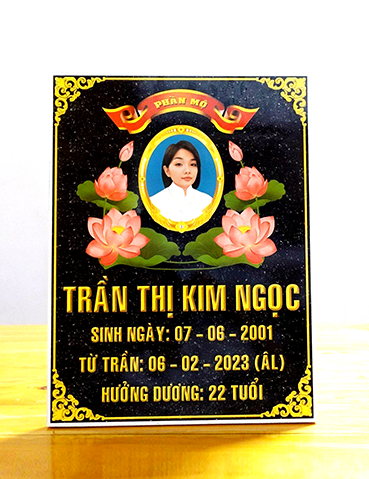 PHẦN MỘ
TRẦN THỊ KIM NGỌC
SINH NGÀY: 07 - 06 - 2001
TỪ TRẦN: 06 - 02 - 2023 (ÂL)
HƯỞNG DƯƠNG: 22 TUỔI